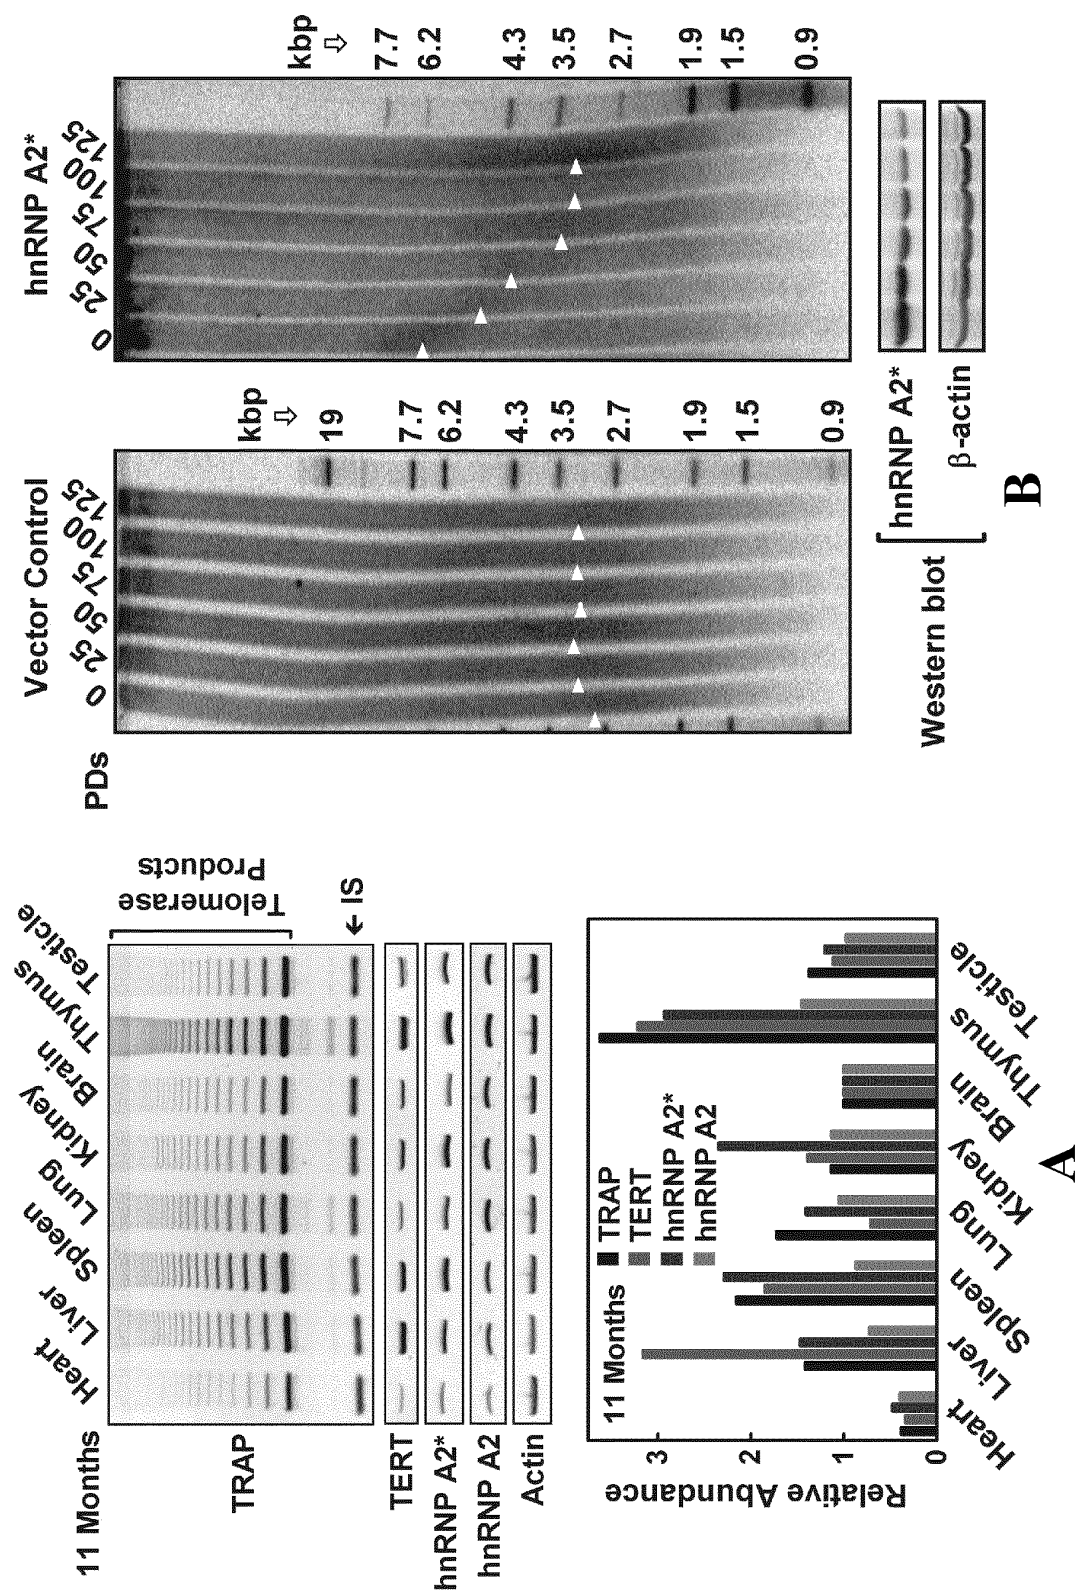 11 Months
Heart Liver Spleen Lung Kidney Brain Thymus Testicle
TRAP
Telomerase
Products
← IS
TERT
hnRNP A2*
hnRNP A2
Actin
11 Months
TRAP
TERT
hnRNP A2*
hnRNP A2
Relative Abundance
3
2
1
0
Heart Liver Spleen Lung Kidney Brain Thymus Testicle
A
Vector Control
PDs 0 25 50 75 100 125
kbp
19
7.7
6.2
4.3
3.5
2.7
1.9
1.5
0.9
hnRNP A2*
0 25 50 75 100 125
kbp
7.7
6.2
4.3
3.5
2.7
1.9
1.5
0.9
Western blot
hnRNP A2*
β-actin
B